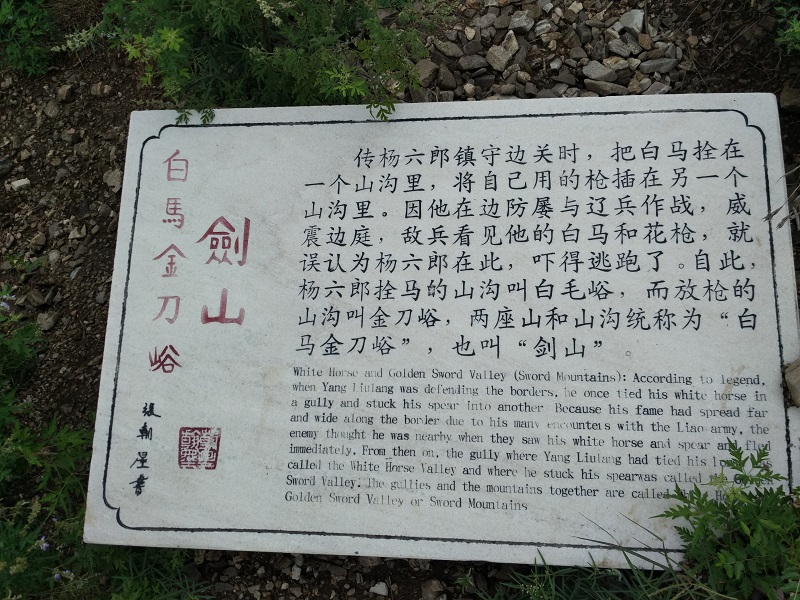 白馬金刀峪
劍山
張朝星書
传杨六郎镇守边关时，把白马拴在
一个山沟里，将自己用的枪插在另一个
山沟里。因他在边防屡与辽兵作战，威
震边庭，敌兵看见他的白马和花枪，就
误认为杨六郎在此，吓得逃跑了。自此，
杨六郎拴马的山沟叫白毛峪，而放枪的
山沟叫金刀峪，两座山和山沟统称为“白
马金刀峪”，也叫“剑山”。
White Horse and Golden Sword Valley (Sword Mountains): According to legend,
when Yang Liulang was defending the borders, he once tied his white horse in
a gully and stuck his spear into another. Because his fame had spread far
and wide along the border due to his many encounters with the Liao army, the
enemy thought he was nearby when they saw his white horse and spear and fled
immediately. From then on, the gully where Yang Liulang had tied his
called the White Horse Valley and where he stuck his spearwas called
Sword Valley. The gullies and the mountains together are called
Golden Sword Valley or Sword Mountains